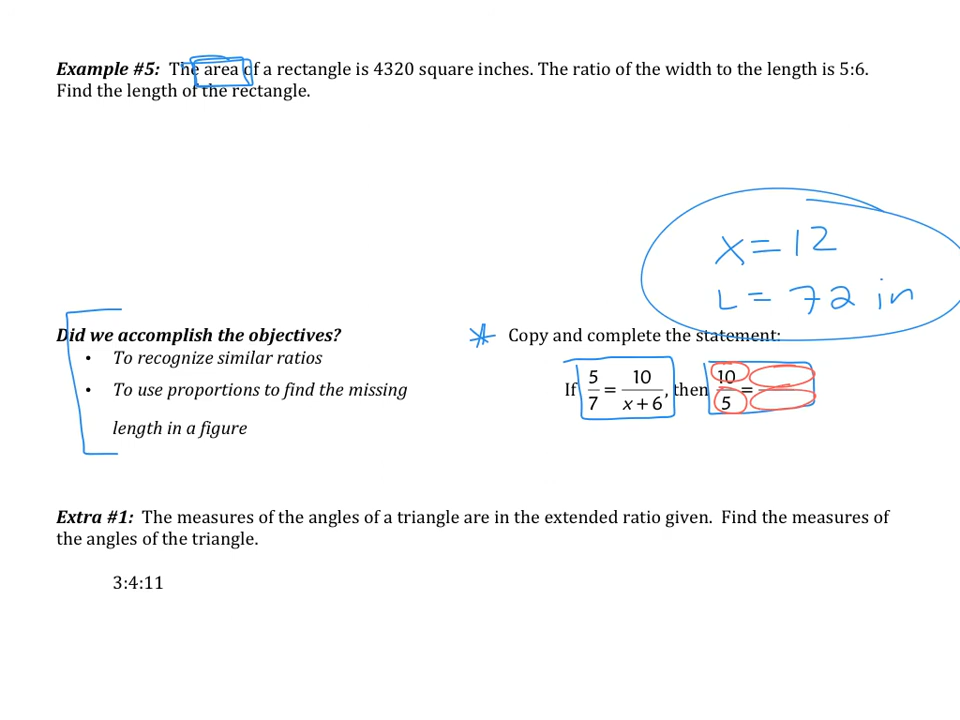 Example #5: The area of a rectangle is 4320 square inches. The ratio of the width to the length is 5:6.
Find the length of the rectangle.
x = 12
L = 72 in
Did we accomplish the objectives?
• To recognize similar ratios
• To use proportions to find the missing
length in a figure
* Copy and complete the statement:
If 5/7 = 10/(x+6), then 10/5 =
Extra #1: The measures of the angles of a triangle are in the extended ratio given. Find the measures of
the angles of the triangle.
3:4:11